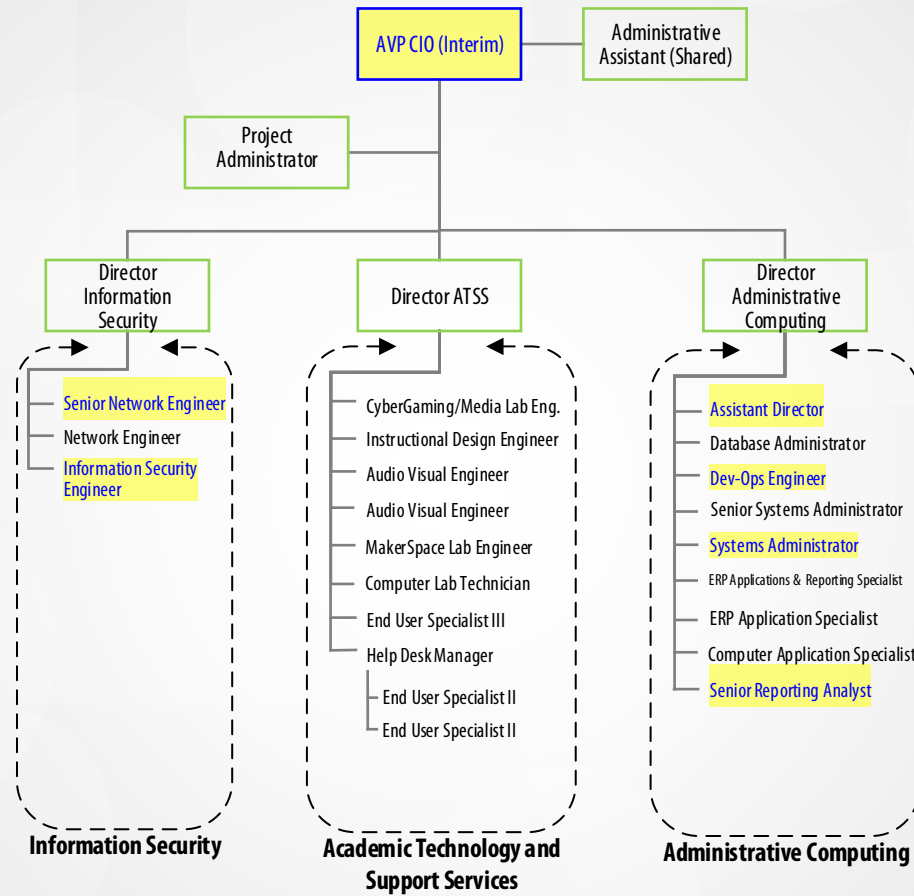 AVP CIO (Interim)
Administrative
Assistant (Shared)
Project
Administrator
Director
Information
Security
Director ATSS
Director
Administrative
Computing
Senior Network Engineer
Network Engineer
Information Security
Engineer
CyberGaming/Media Lab Eng.
Instructional Design Engineer
Audio Visual Engineer
Audio Visual Engineer
MakerSpace Lab Engineer
Computer Lab Technician
End User Specialist III
Help Desk Manager
End User Specialist II
End User Specialist II
Assistant Director
Database Administrator
Dev-Ops Engineer
Senior Systems Administrator
Systems Administrator
ERP Applications & Reporting Specialist
ERP Application Specialist
Computer Application Specialist
Senior Reporting Analyst
Information Security
Academic Technology and
Support Services
Administrative Computing